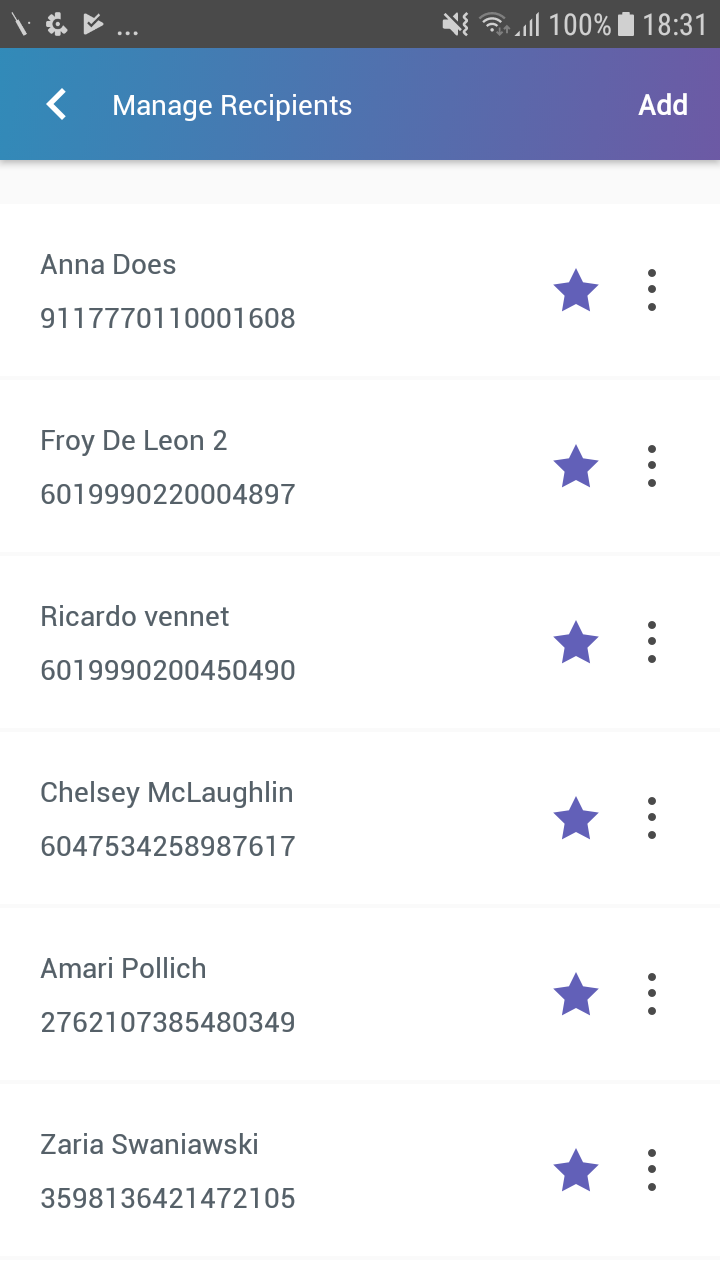 ... 100% 18:31
Manage Recipients Add
Anna Does
9117770110001608
Froy De Leon 2
6019990220004897
Ricardo vennet
6019990200450490
Chelsey McLaughlin
6047534258987617
Amari Pollich
2762107385480349
Zaria Swaniawski
3598136421472105